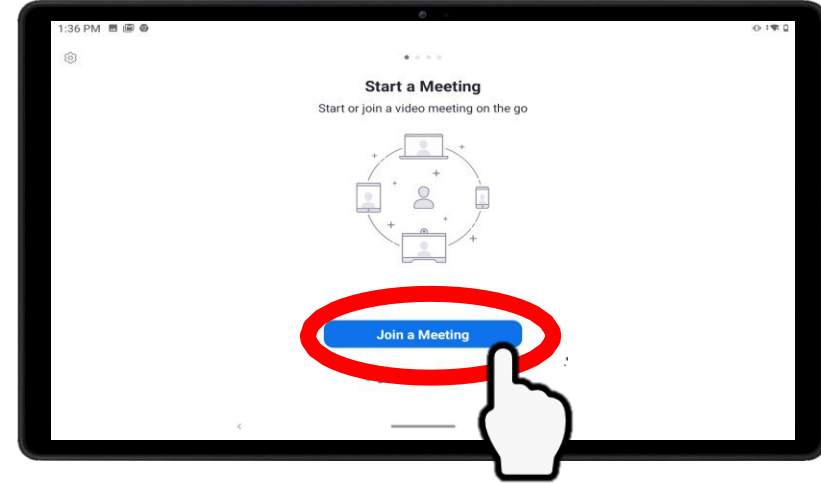 1:36 PM
Start a Meeting
Start or join a video meeting on the go
Join a Meeting